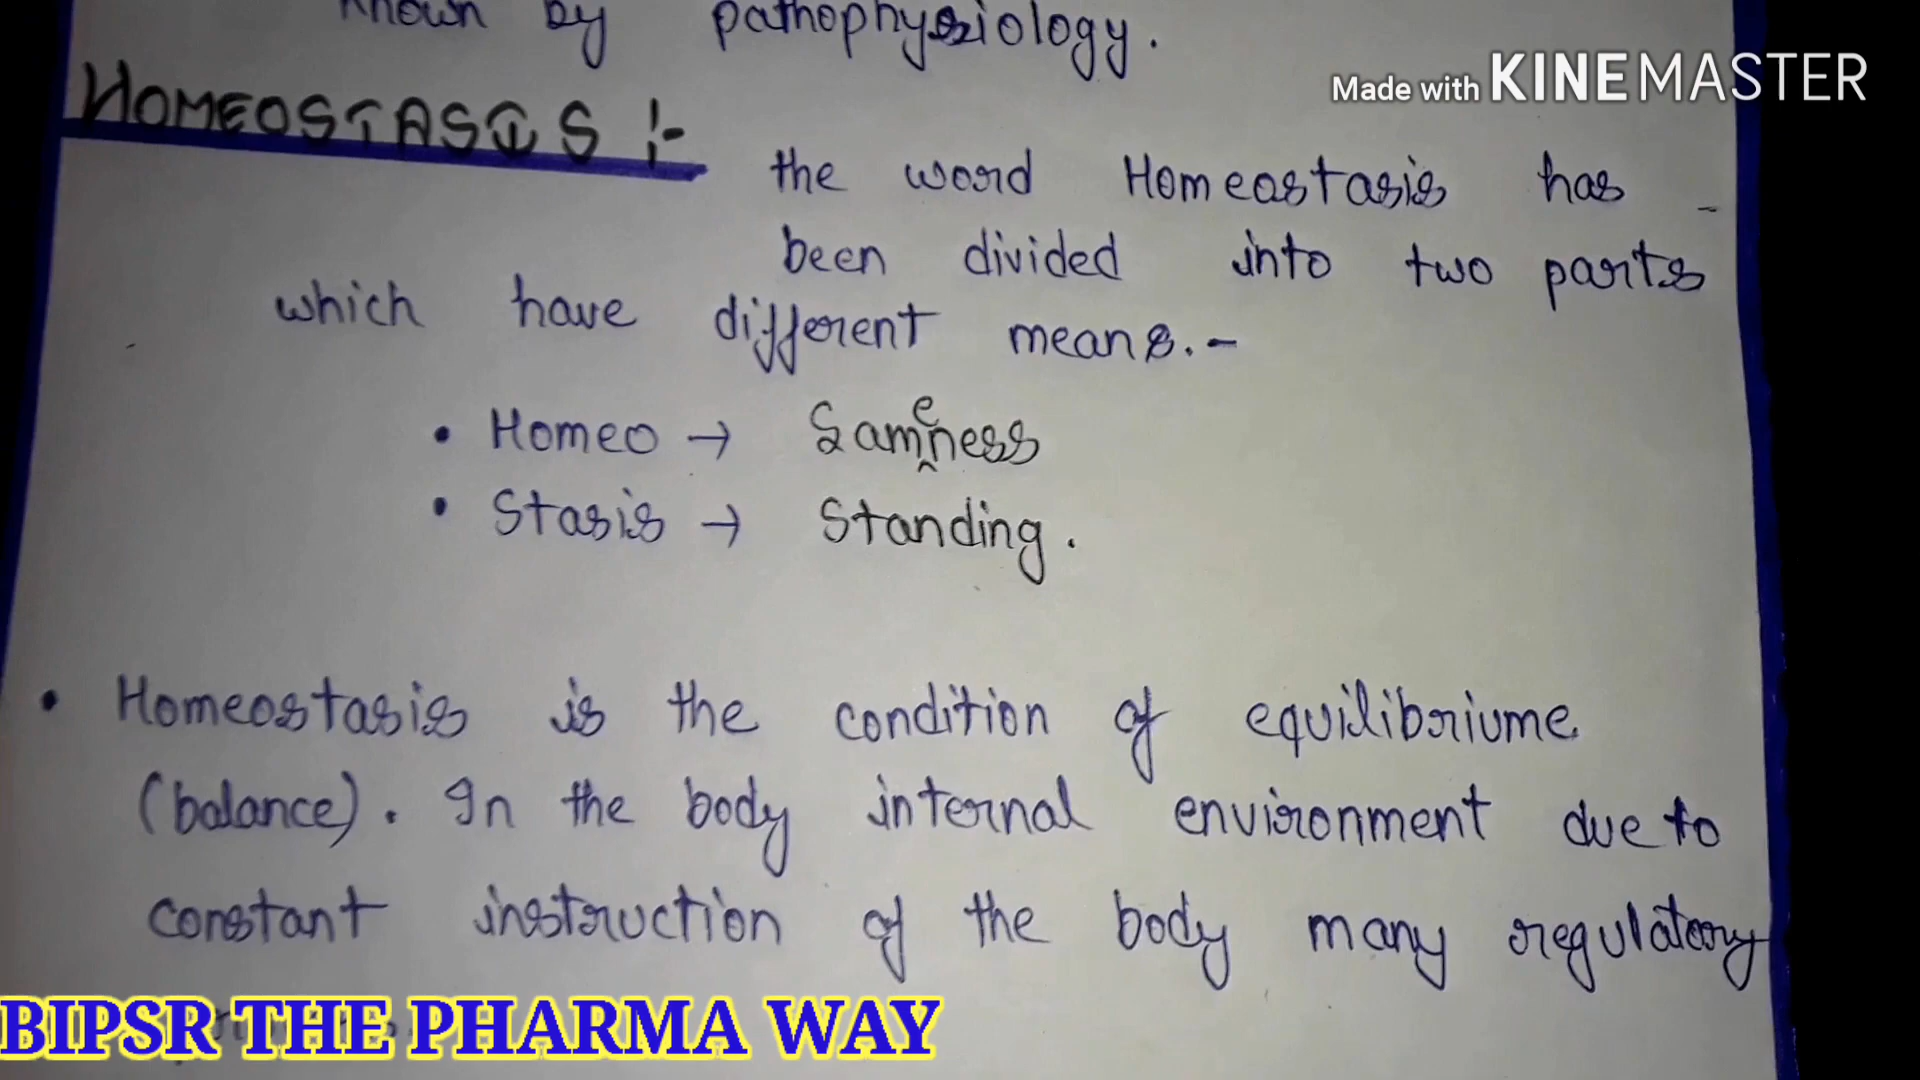 known by pathophysiology.
Made with KINEMASTER
HOMEOSTASIS :-
the word Homeostasis has
been divided into two parts
which have different means.-
• Homeo → Sameness
• Stasis → Standing.
• Homeostasis is the condition of equilibriume
(balance). In the body internal environment due to
constant instruction of the body many regulatory
BIPSR THE PHARMA WAY